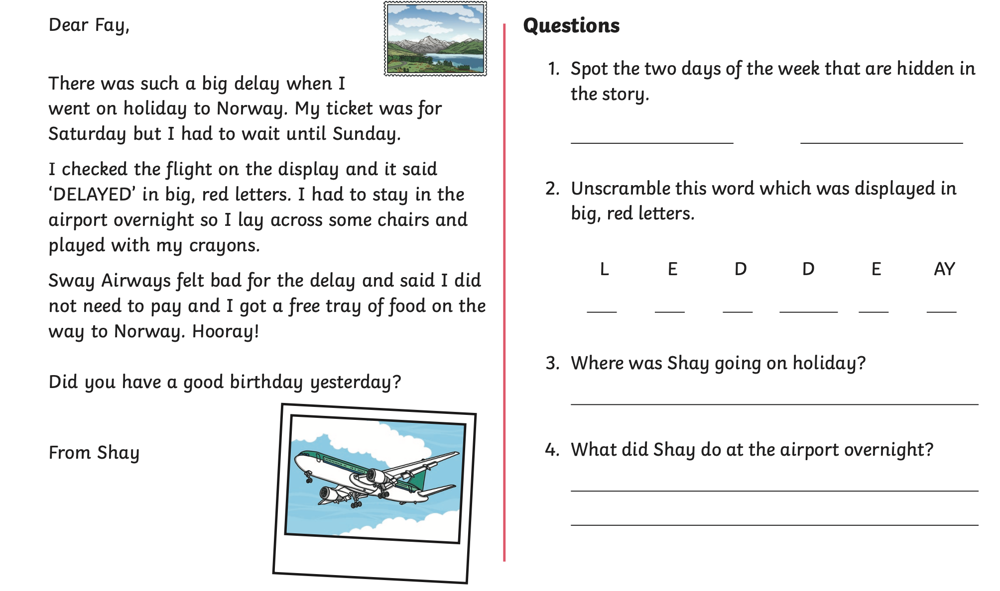 Dear Fay,
There was such a big delay when I
went on holiday to Norway. My ticket was for
Saturday but I had to wait until Sunday.
I checked the flight on the display and it said
‘DELAYED’ in big, red letters. I had to stay in the
airport overnight so I lay across some chairs and
played with my crayons.
Sway Airways felt bad for the delay and said I did
not need to pay and I got a free tray of food on the
way to Norway. Hooray!
Did you have a good birthday yesterday?
From Shay
Questions
1. Spot the two days of the week that are hidden in
the story.
2. Unscramble this word which was displayed in
big, red letters.
L E D D E AY
3. Where was Shay going on holiday?
4. What did Shay do at the airport overnight?